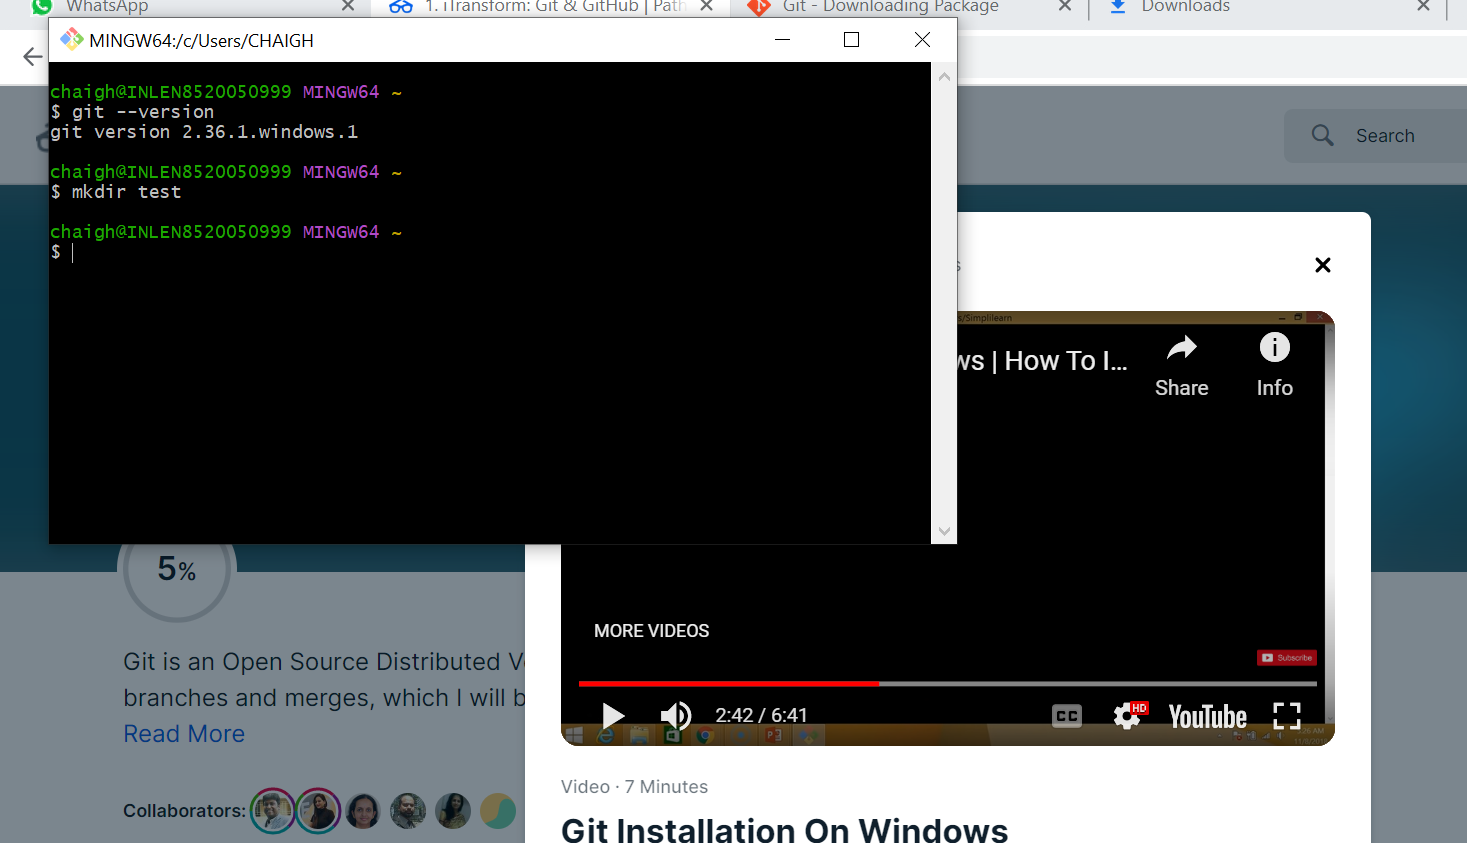 WhatsApp
1. iTransform: Git & GitHub | Path
Git - Downloading Package
Downloads
MINGW64:/c/Users/CHAIGH
chaigh@INLEN8520050999 MINGW64 ~
$ git --version
git version 2.36.1.windows.1
chaigh@INLEN8520050999 MINGW64 ~
$ mkdir test
chaigh@INLEN8520050999 MINGW64 ~
$
Search
s/Simplilearn
ws | How To I...
Share
Info
MORE VIDEOS
Subscribe
2:42 / 6:41
CC
HD
YouTube
5%
Git is an Open Source Distributed V
branches and merges, which I will b
Read More
Collaborators:
Video · 7 Minutes
Git Installation On Windows